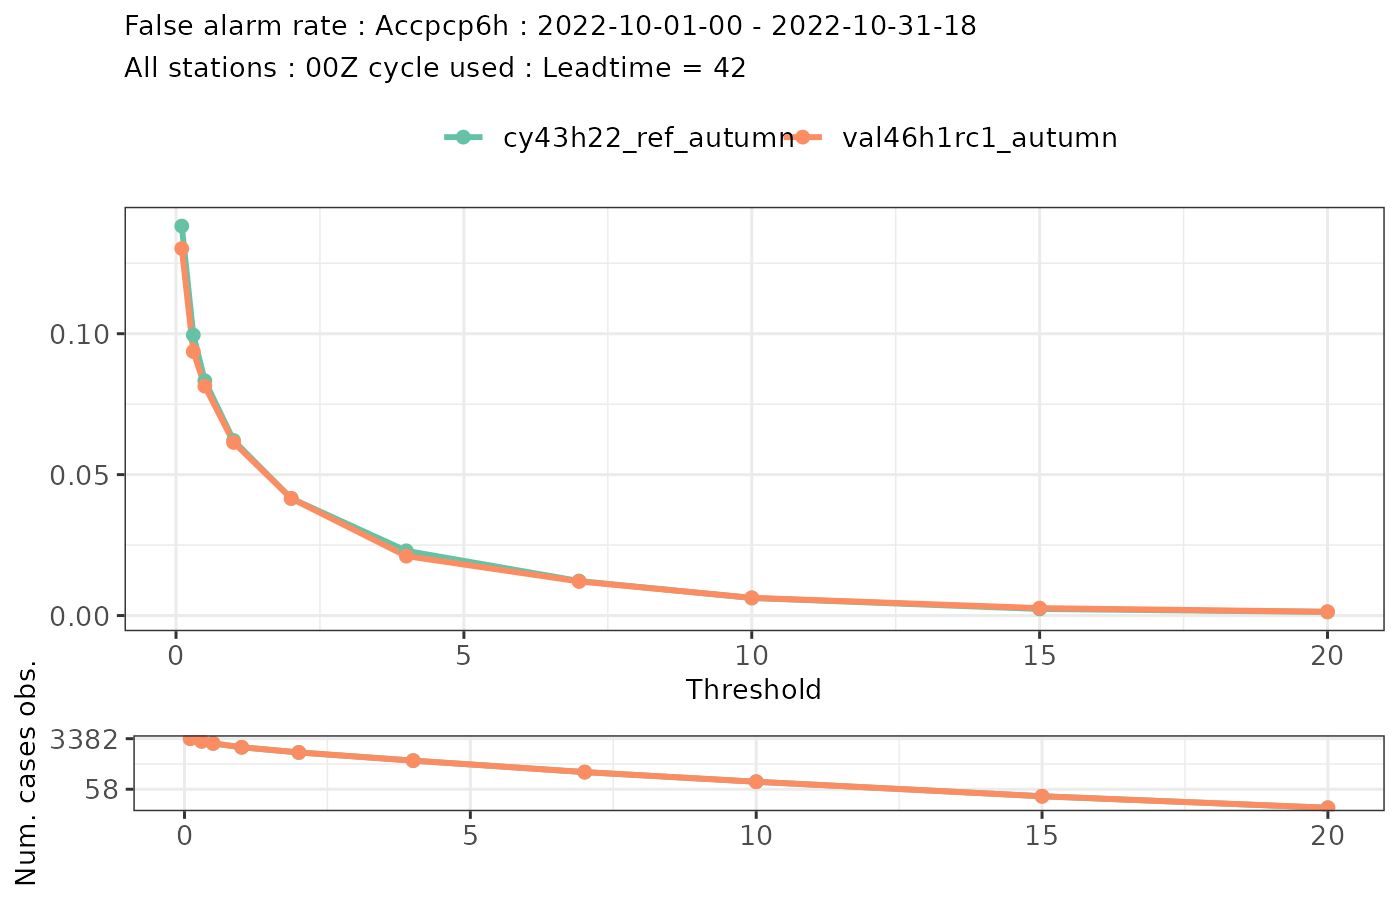 False alarm rate : Accpcp6h : 2022-10-01-00 - 2022-10-31-18
All stations : 00Z cycle used : Leadtime = 42
cy43h22_ref_autumn val46h1rc1_autumn
0.10
0.05
0.00
0 5 10 15 20
Threshold
Num. cases obs.
3382
58
0 5 10 15 20